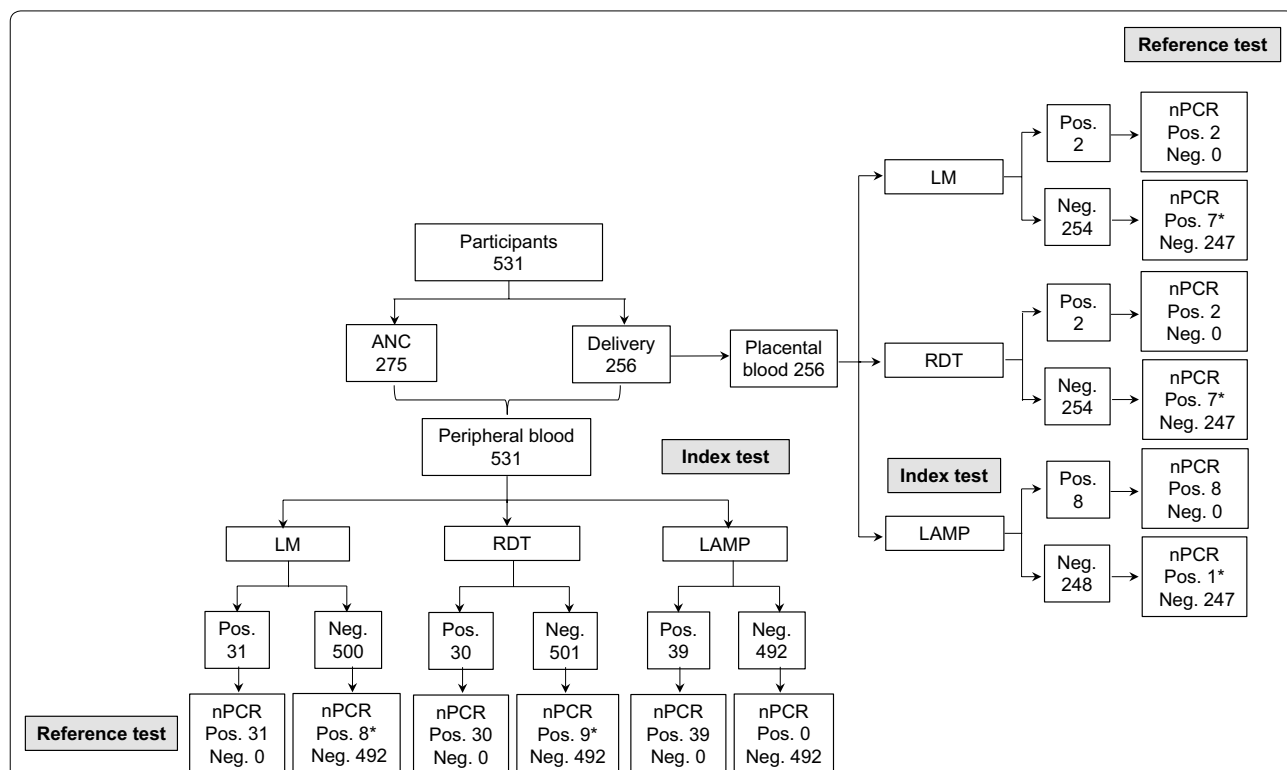 Reference test
Pos.
2
nPCR
Pos. 2
Neg. 0
LM
Neg.
254
nPCR
Pos. 7*
Neg. 247
Participants
531
ANC
275
Delivery
256
Placental
blood 256
Pos.
2
nPCR
Pos. 2
Neg. 0
RDT
Neg.
254
nPCR
Pos. 7*
Neg. 247
Peripheral blood
531
Index test
Index test
Pos.
8
nPCR
Pos. 8
Neg. 0
LAMP
Neg.
248
nPCR
Pos. 1*
Neg. 247
LM
RDT
LAMP
Pos.
31
Neg.
500
Pos.
30
Neg.
501
Pos.
39
Neg.
492
Reference test
nPCR
Pos. 31
Neg. 0
nPCR
Pos. 8*
Neg. 492
nPCR
Pos. 30
Neg. 0
nPCR
Pos. 9*
Neg. 492
nPCR
Pos. 39
Neg. 0
nPCR
Pos. 0
Neg. 492